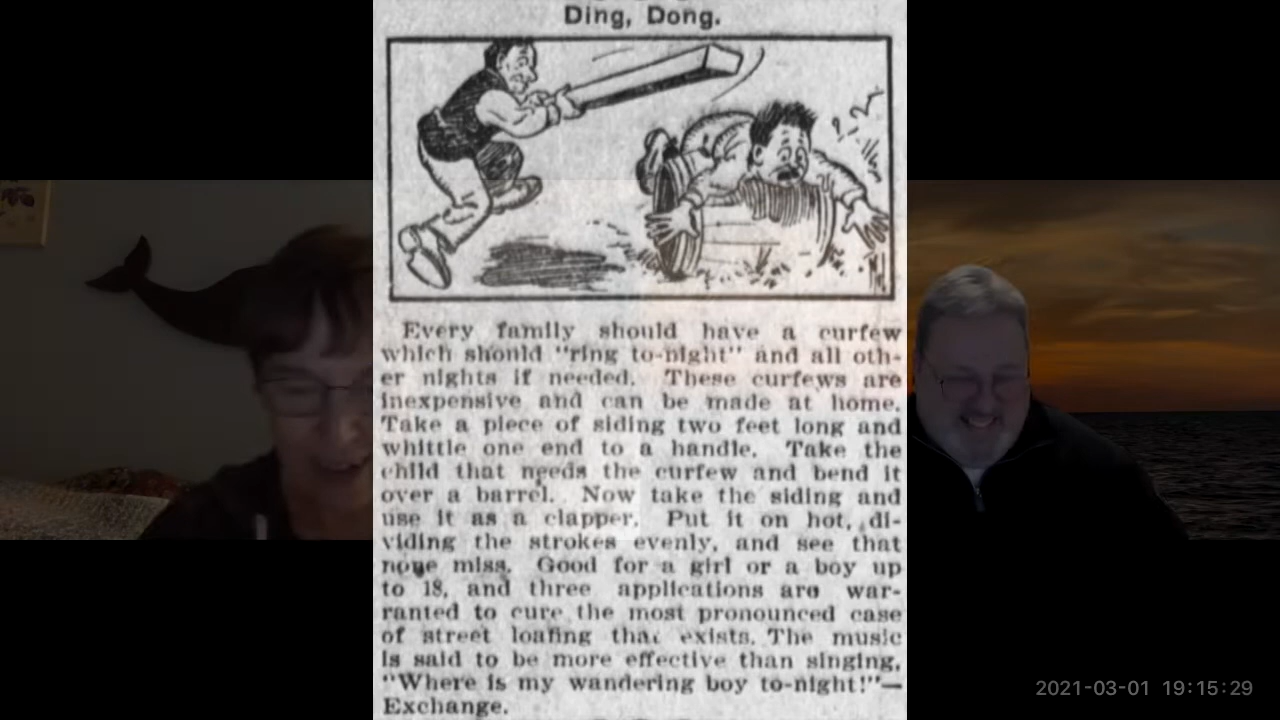 Ding, Dong.
Every family should have a curfew
which should "ring to-night" and all oth-
er nights if needed. These curfews are
inexpensive and can be made at home.
Take a piece of siding two feet long and
whittle one end to a handle. Take the
child that needs the curfew and bend it
over a barrel. Now take the siding and
use it as a clapper. Put it on hot, di-
viding the strokes evenly, and see that
none miss. Good for a girl or a boy up
to 18, and three applications are war-
ranted to cure the most pronounced case
of street loafing that exists. The music
is said to be more effective than singing,
"Where is my wandering boy to-night!"—
Exchange.
2021-03-01 19:15:29